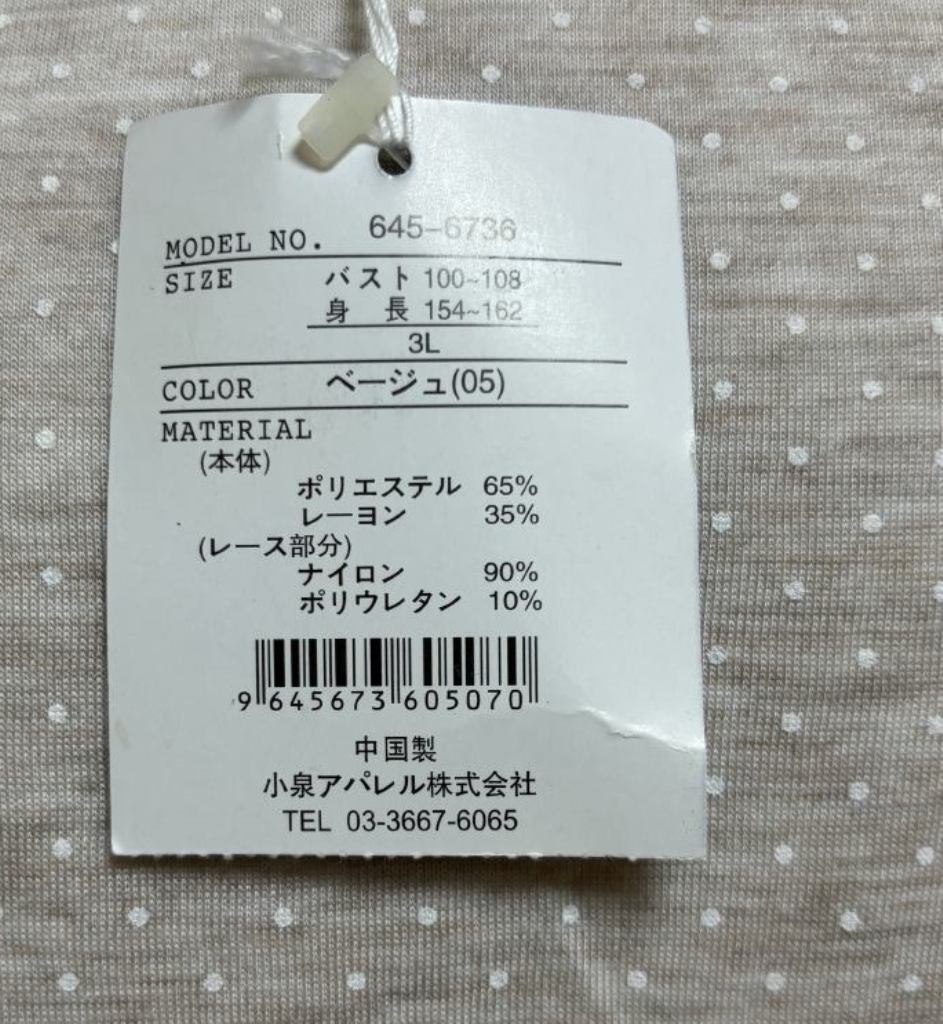 MODEL NO. 645-6736
SIZE バスト 100~108
身 長 154~162
3L
COLOR ベージュ(05)
MATERIAL
(本体)
ポリエステル 65%
レーヨン 35%
(レース部分)
ナイロン 90%
ポリウレタン 10%
9 645673 605070
中国製
小泉アパレル株式会社
TEL 03-3667-6065